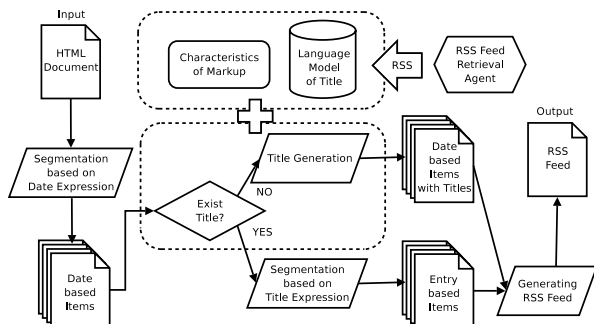 Input
HTML
Document
Characteristics
of Markup
Language
Model
of Title
RSS
RSS Feed
Retrieval
Agent
Segmentation
based on
Date Expression
Date
based
Items
Exist
Title?
NO
YES
Title Generation
Segmentation
based on
Title Expression
Date
based
Items
with Titles
Entry
based
Items
Output
RSS
Feed
Generating
RSS Feed